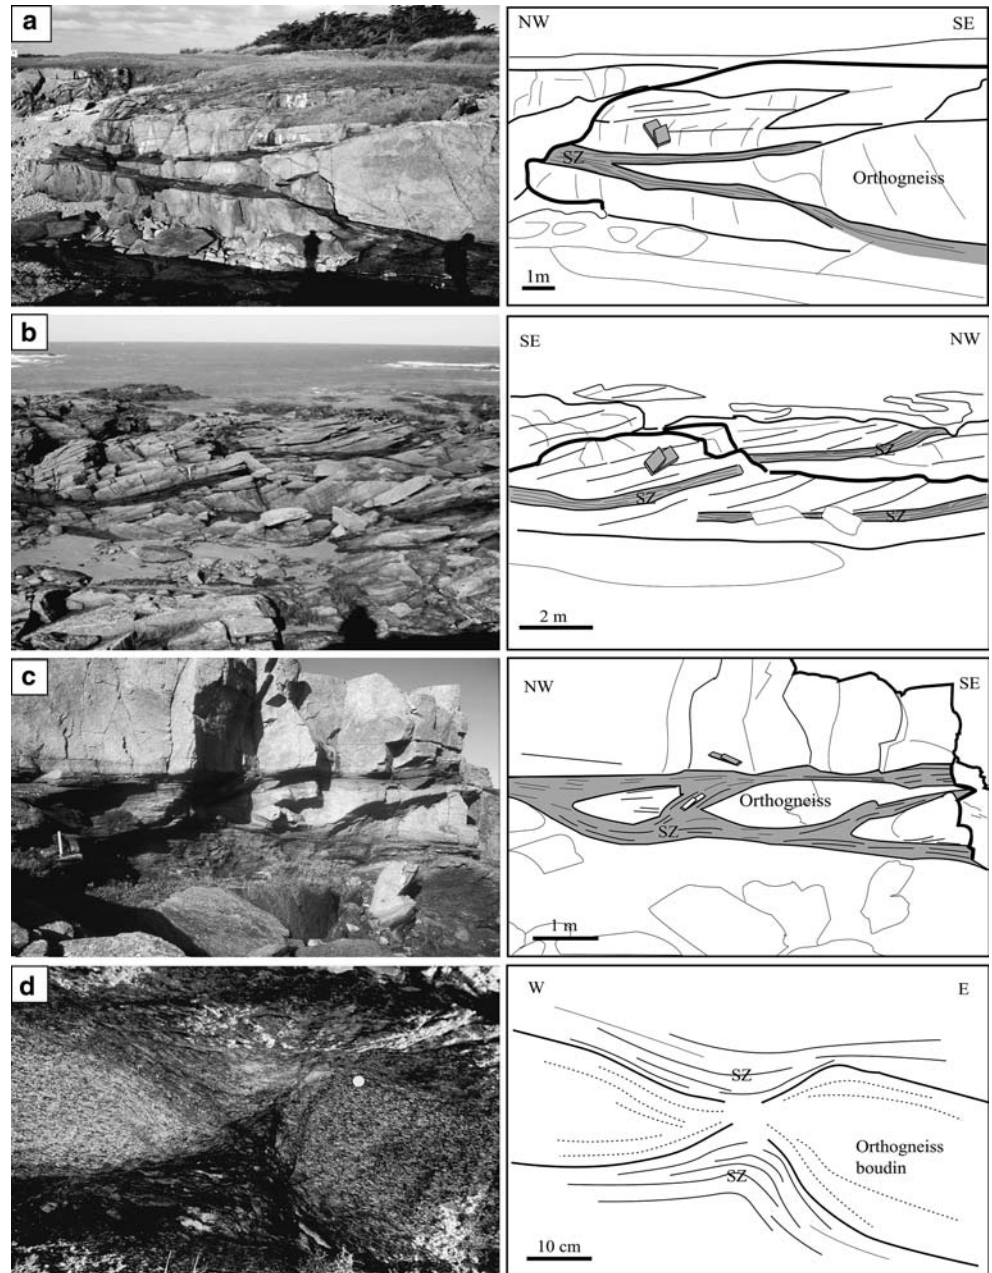 a
NW
SE
SZ
Orthogneiss
1m
b
SE
NW
SZ
SZ
SZ
2 m
c
NW
SE
Orthogneiss
SZ
1 m
d
W
E
SZ
Orthogneiss
boudin
SZ
10 cm